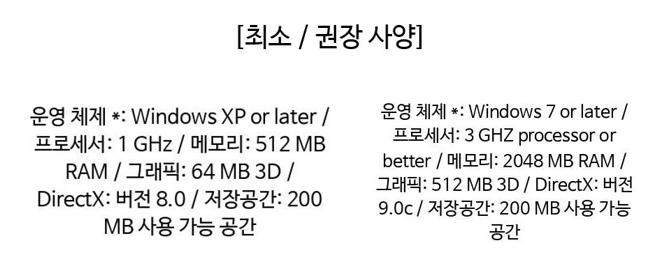 [최소 / 권장 사양]
운영 체제 *: Windows XP or later /
프로세서: 1 GHz / 메모리: 512 MB
RAM / 그래픽: 64 MB 3D /
DirectX: 버전 8.0 / 저장공간: 200
MB 사용 가능 공간
운영 체제 *: Windows 7 or later /
프로세서: 3 GHZ processor or
better / 메모리: 2048 MB RAM /
그래픽: 512 MB 3D / DirectX: 버전
9.0c / 저장공간: 200 MB 사용 가능
공간